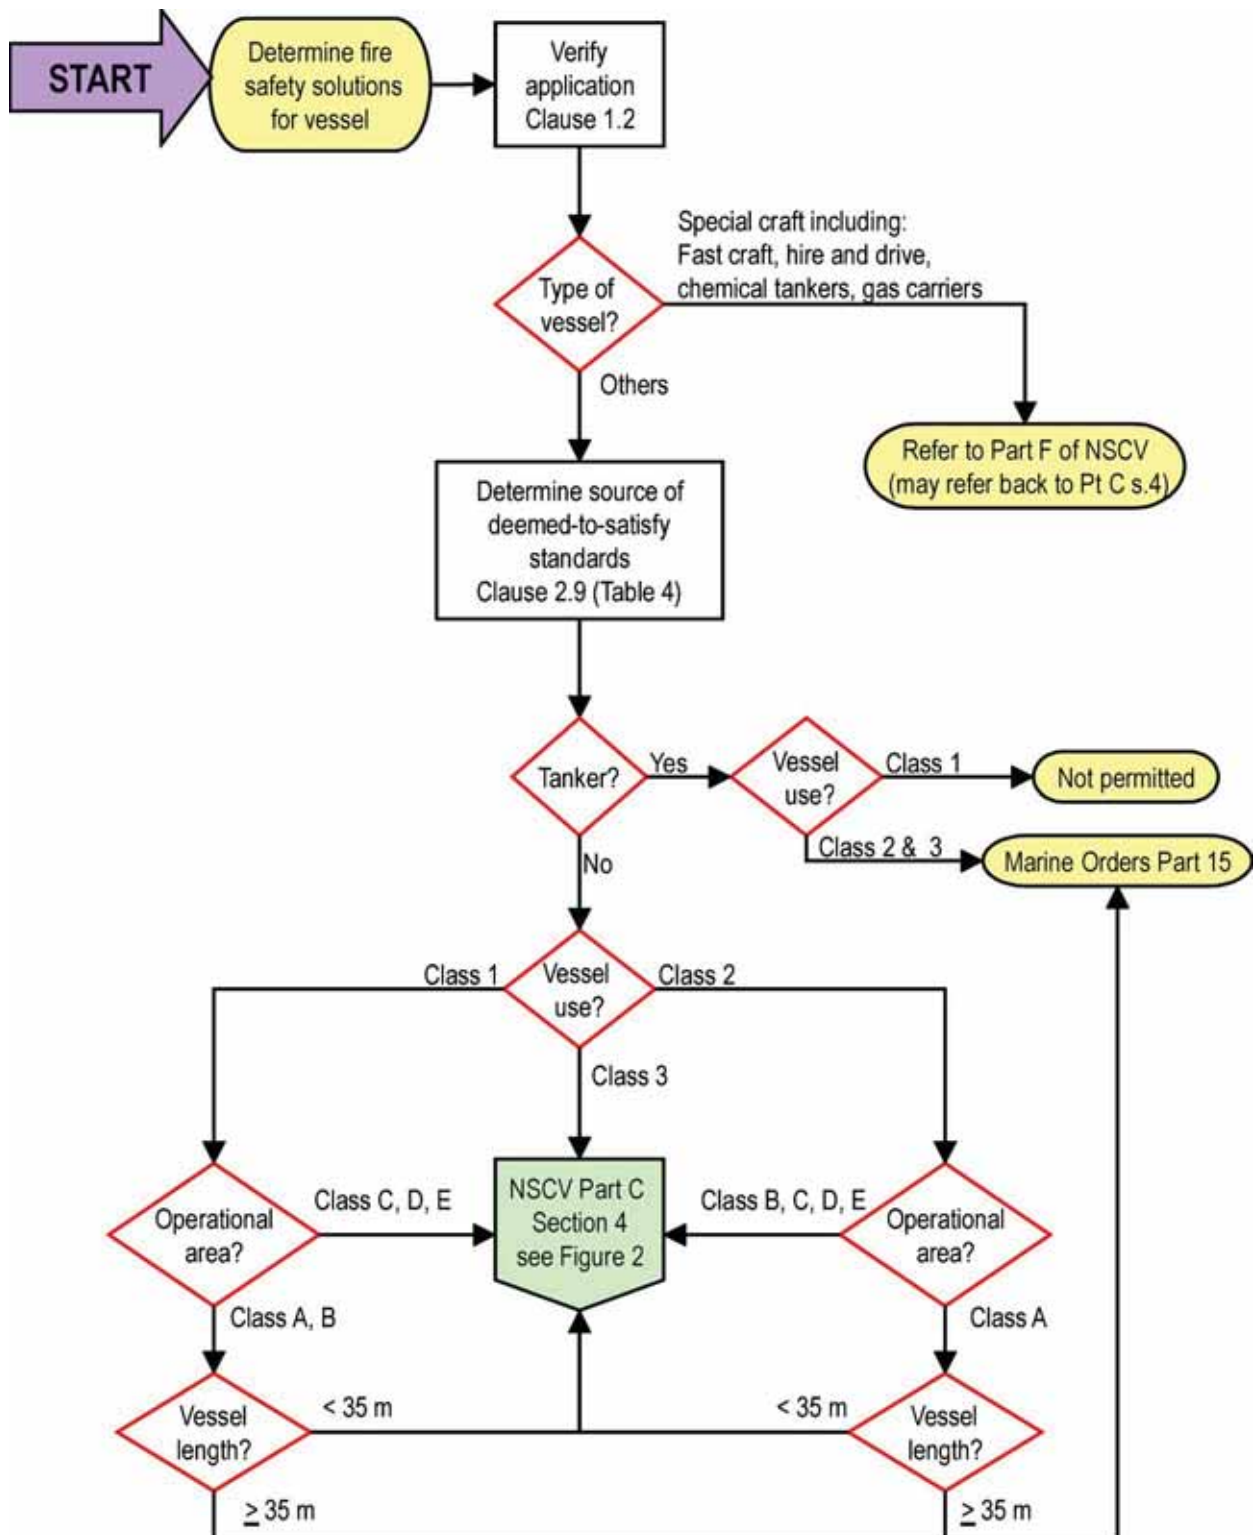 START
Determine fire
safety solutions
for vessel
Verify
application
Clause 1.2
Type of
vessel?
Special craft including:
Fast craft, hire and drive,
chemical tankers, gas carriers
Others
Refer to Part F of NSCV
(may refer back to Pt C s.4)
Determine source of
deemed-to-satisfy
standards
Clause 2.9 (Table 4)
Tanker?
Yes
Vessel
use?
Class 1
Not permitted
Class 2 & 3
Marine Orders Part 15
No
Vessel
use?
Class 1
Class 2
Class 3
Operational
area?
Class C, D, E
NSCV Part C
Section 4
see Figure 2
Class B, C, D, E
Operational
area?
Class A, B
Class A
Vessel
length?
< 35 m
< 35 m
Vessel
length?
≥ 35 m
≥ 35 m